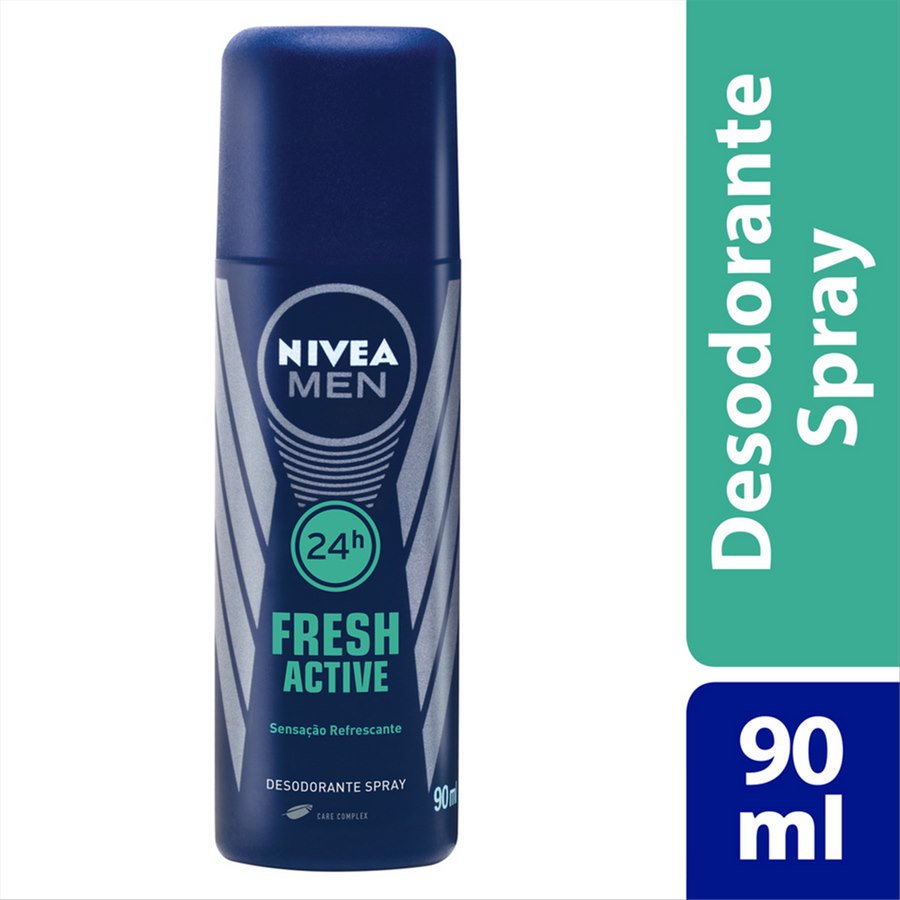 NIVEA
MEN
24h
FRESH
ACTIVE
Sensação Refrescante
DESODORANTE SPRAY
90ml
CARE COMPLEX
Desodorante
Spray
90
ml